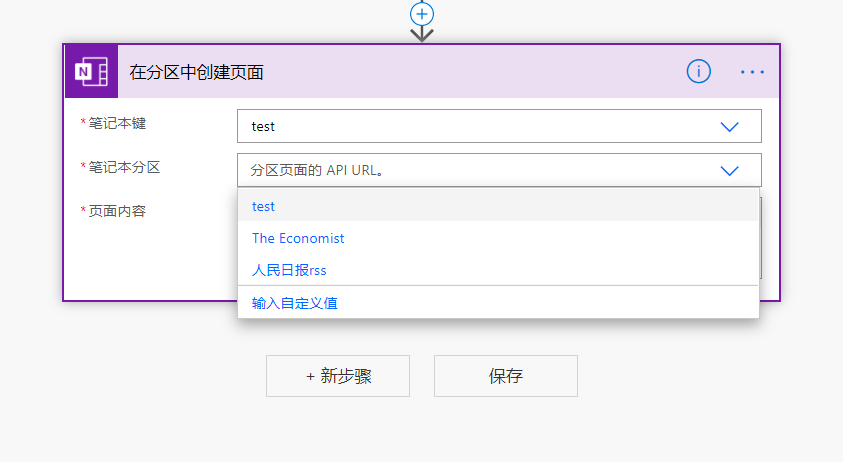 在分区中创建页面
*笔记本键
test
*笔记本分区
分区页面的 API URL。
*页面内容
test
The Economist
人民日报rss
输入自定义值
+ 新步骤
保存